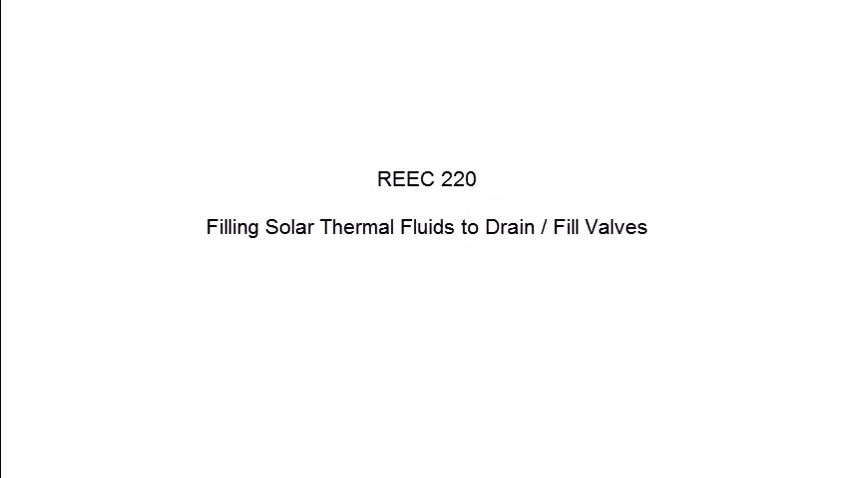 REEC 220
Filling Solar Thermal Fluids to Drain / Fill Valves